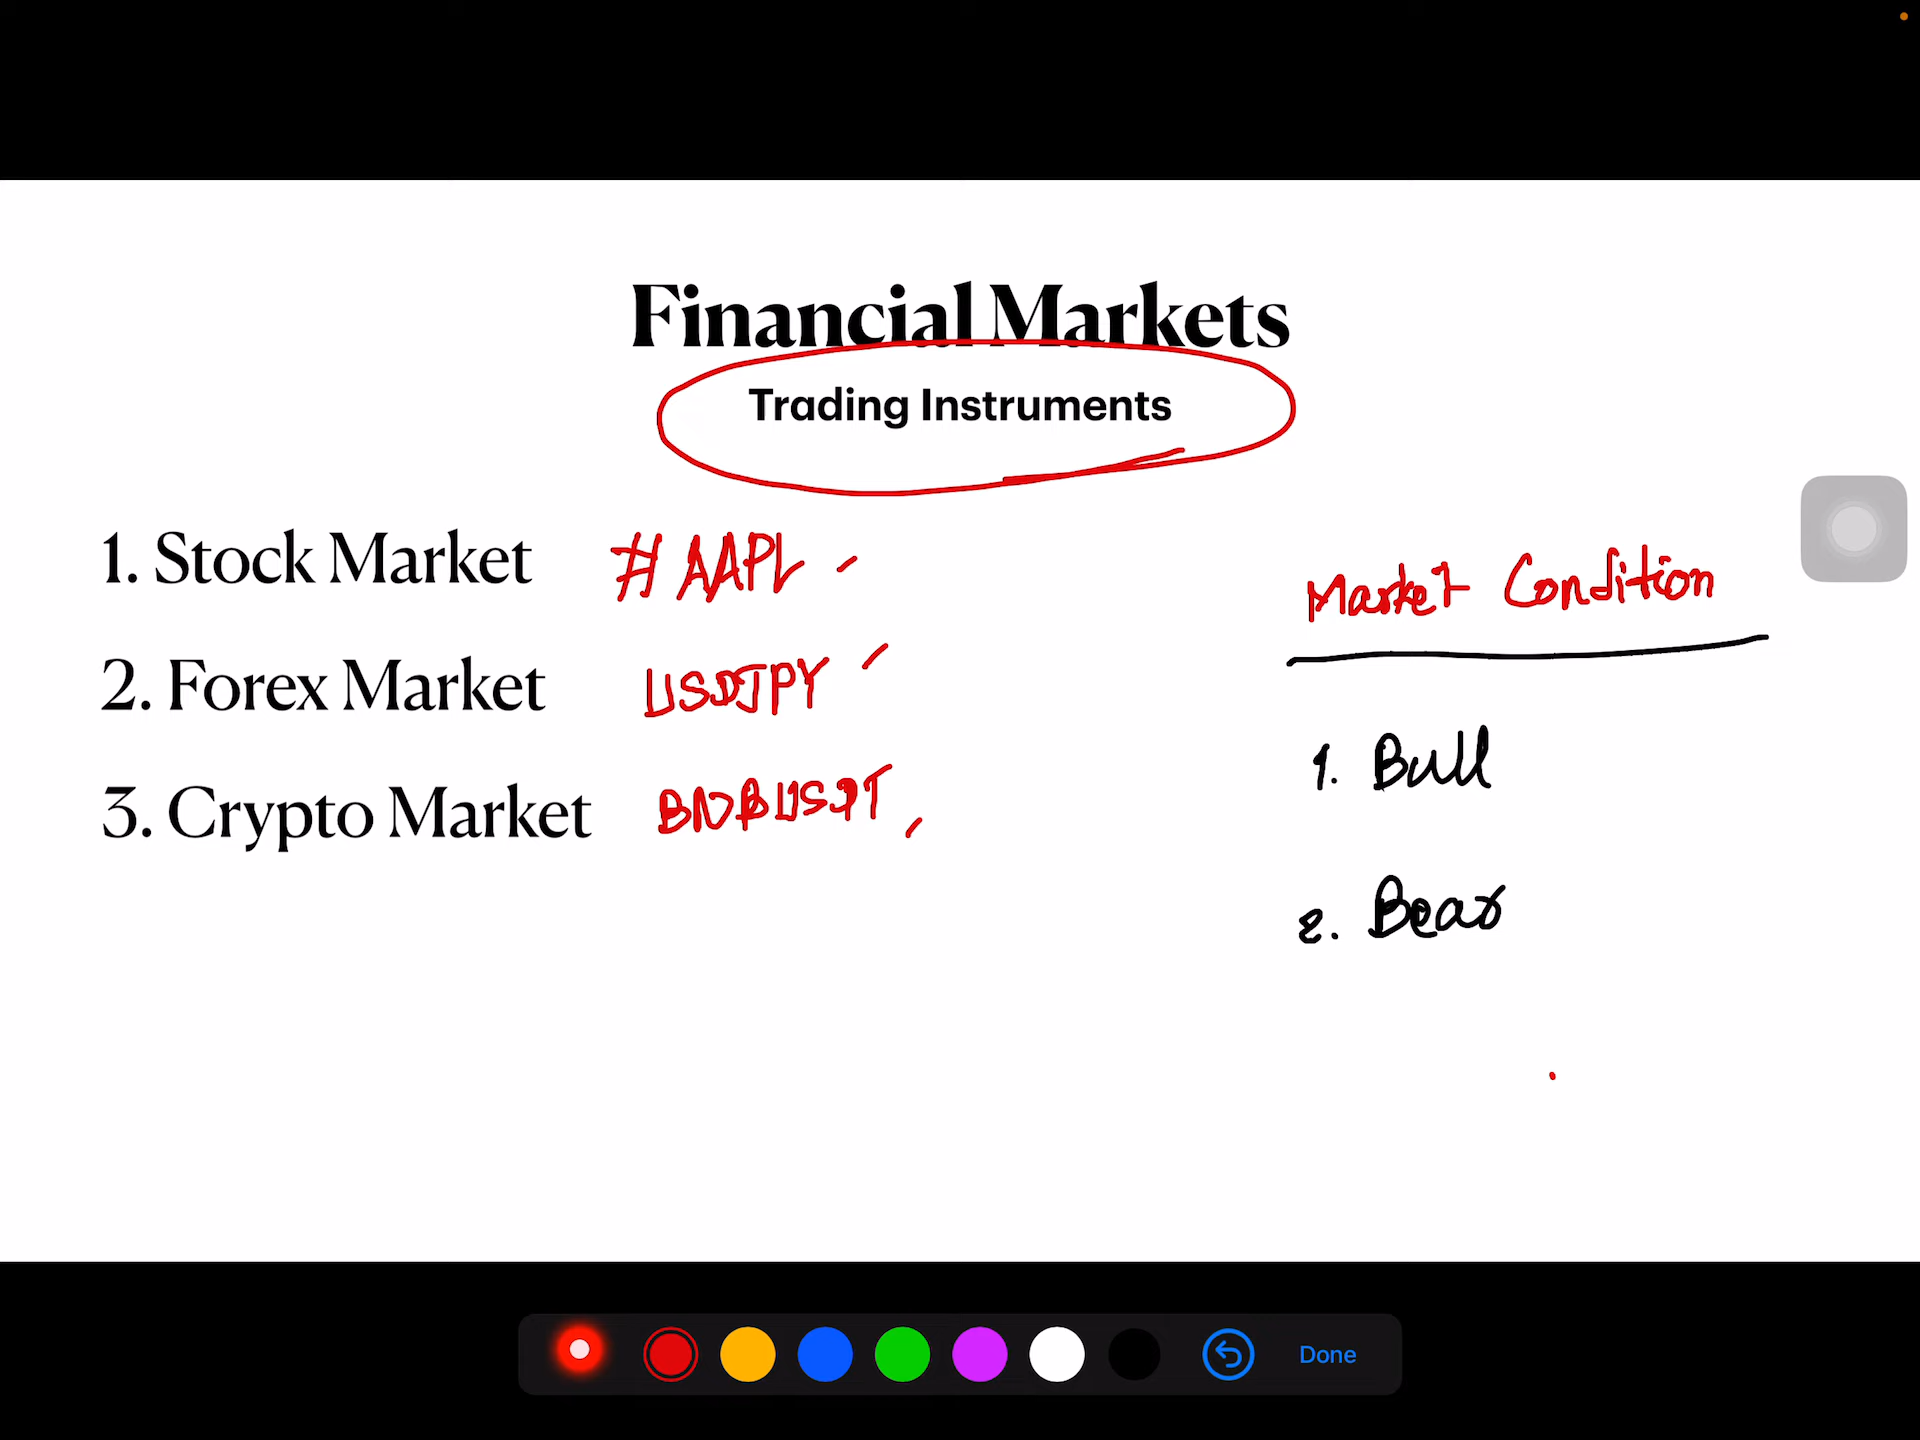 Financial Markets
Trading Instruments
1. Stock Market #AAPL
2. Forex Market USDJPY
3. Crypto Market BNBUSDT
Market Condition
1. Bull
2. Bear
Done